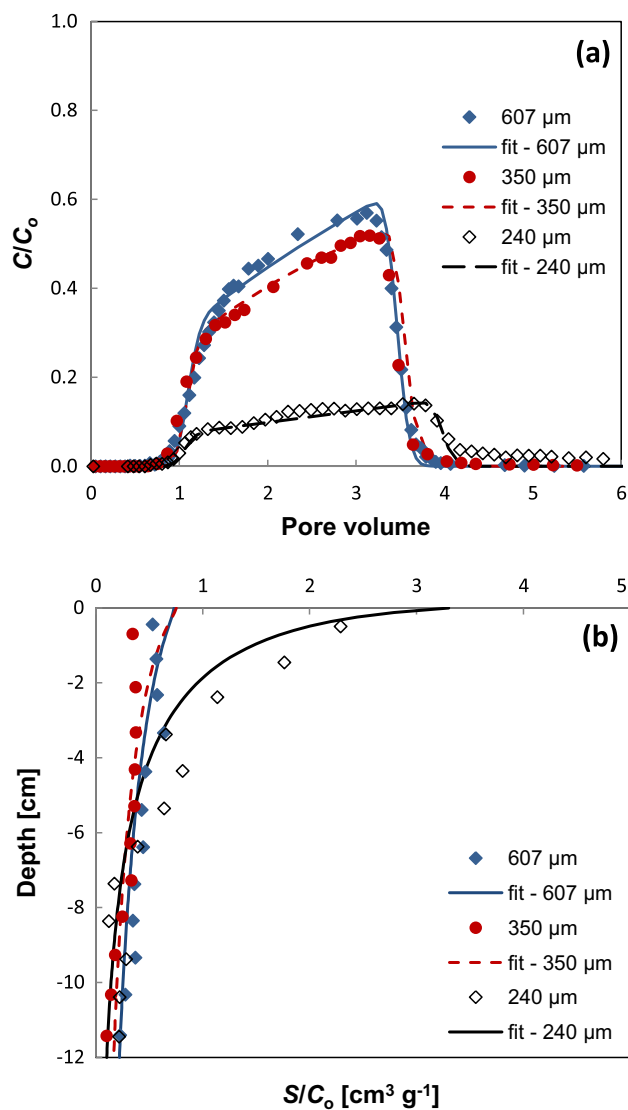 1.0
0.8
0.6
0.4
0.2
0.0
C/Co
(a)
607 µm
fit - 607 µm
350 µm
fit - 350 µm
240 µm
fit - 240 µm
0 1 2 3 4 5 6
Pore volume
0 1 2 3 4 5
0
-2
-4
-6
-8
-10
-12
Depth [cm]
(b)
607 µm
fit - 607 µm
350 µm
fit - 350 µm
240 µm
fit - 240 µm
S/Co [cm³ g⁻¹]